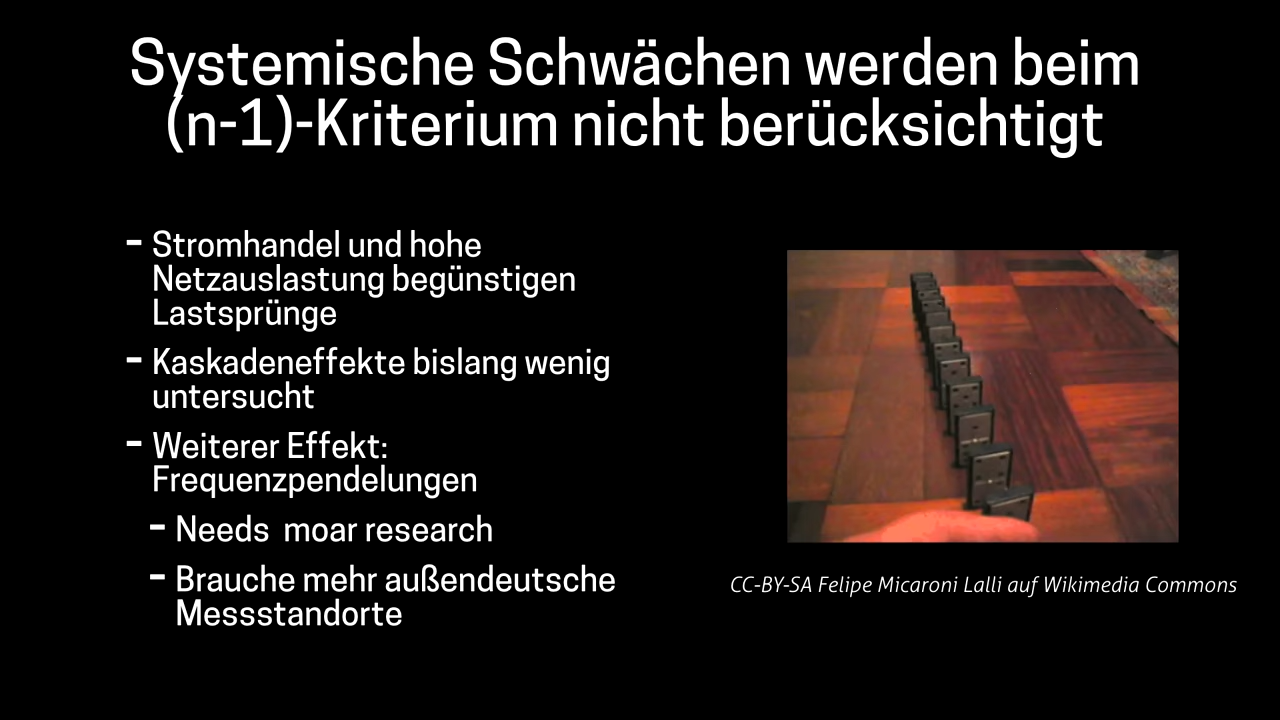 Systemische Schwächen werden beim
(n-1)-Kriterium nicht berücksichtigt
- Stromhandel und hohe
Netzauslastung begünstigen
Lastsprünge
- Kaskadeneffekte bislang wenig
untersucht
- Weiterer Effekt:
Frequenzpendelungen
- Needs  moar research
- Brauche mehr außendeutsche
Messstandorte
CC-BY-SA Felipe Micaroni Lalli auf Wikimedia Commons